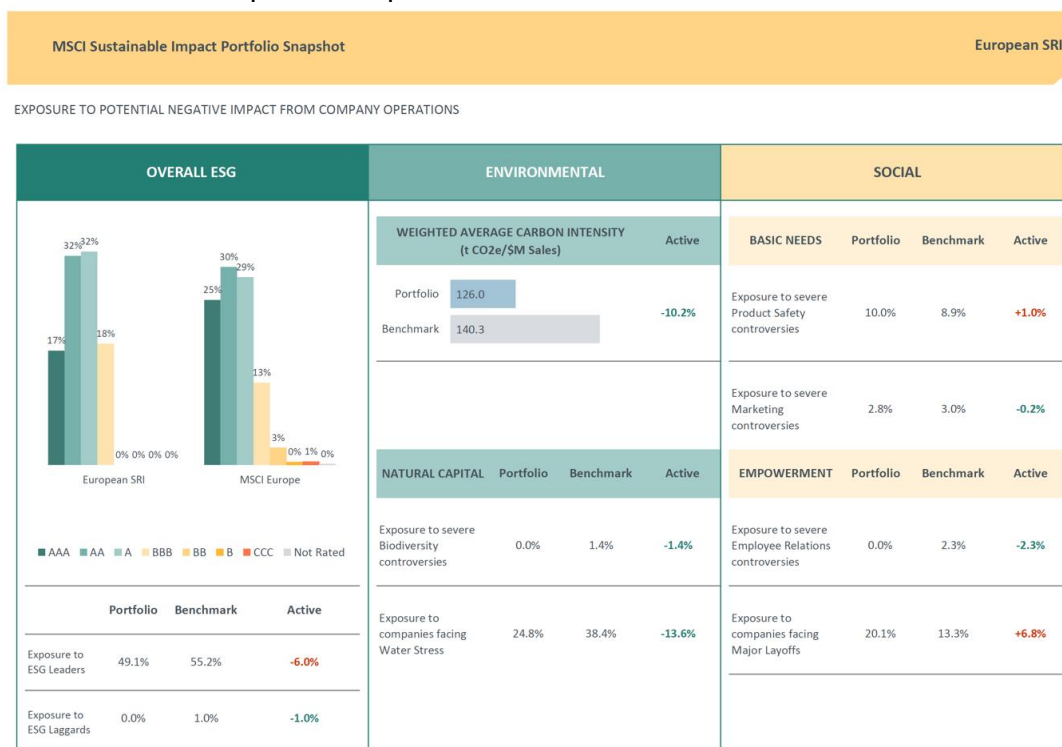 MSCI Sustainable Impact Portfolio Snapshot
European SRI
EXPOSURE TO POTENTIAL NEGATIVE IMPACT FROM COMPANY OPERATIONS
OVERALL ESG
17%
32%
32%
18%
0% 0% 0% 0%
European SRI
25%
30%
29%
13%
3%
0% 1% 0%
MSCI Europe
AAA AA A BBB BB B CCC Not Rated
Portfolio Benchmark Active
Exposure to
ESG Leaders
49.1% 55.2% -6.0%
Exposure to
ESG Laggards
0.0% 1.0% -1.0%
ENVIRONMENTAL
WEIGHTED AVERAGE CARBON INTENSITY
(t CO2e/$M Sales)
Active
Portfolio 126.0
Benchmark 140.3
-10.2%
NATURAL CAPITAL Portfolio Benchmark Active
Exposure to severe
Biodiversity
controversies
0.0% 1.4% -1.4%
Exposure to
companies facing
Water Stress
24.8% 38.4% -13.6%
SOCIAL
BASIC NEEDS Portfolio Benchmark Active
Exposure to severe
Product Safety
controversies
10.0% 8.9% +1.0%
Exposure to severe
Marketing
controversies
2.8% 3.0% -0.2%
EMPOWERMENT Portfolio Benchmark Active
Exposure to severe
Employee Relations
controversies
0.0% 2.3% -2.3%
Exposure to
companies facing
Major Layoffs
20.1% 13.3% +6.8%